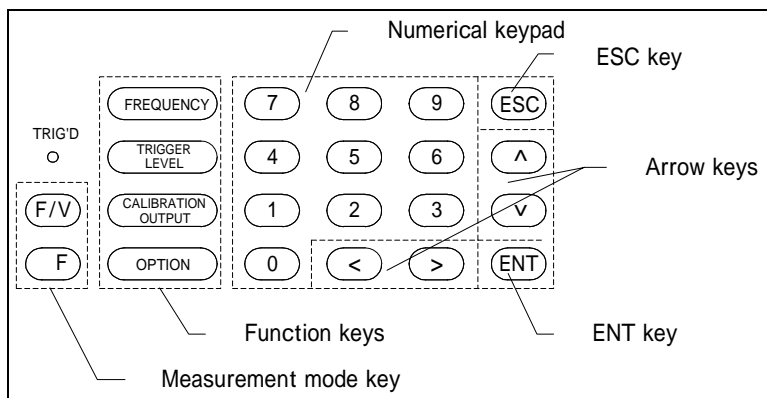 Numerical keypad
ESC key
FREQUENCY 7 8 9 ESC
TRIG'D
TRIGGER
LEVEL
4 5 6 ^
Arrow keys
F/V
CALIBRATION
OUTPUT
1 2 3 v
F OPTION 0 < > ENT
Function keys
ENT key
Measurement mode key